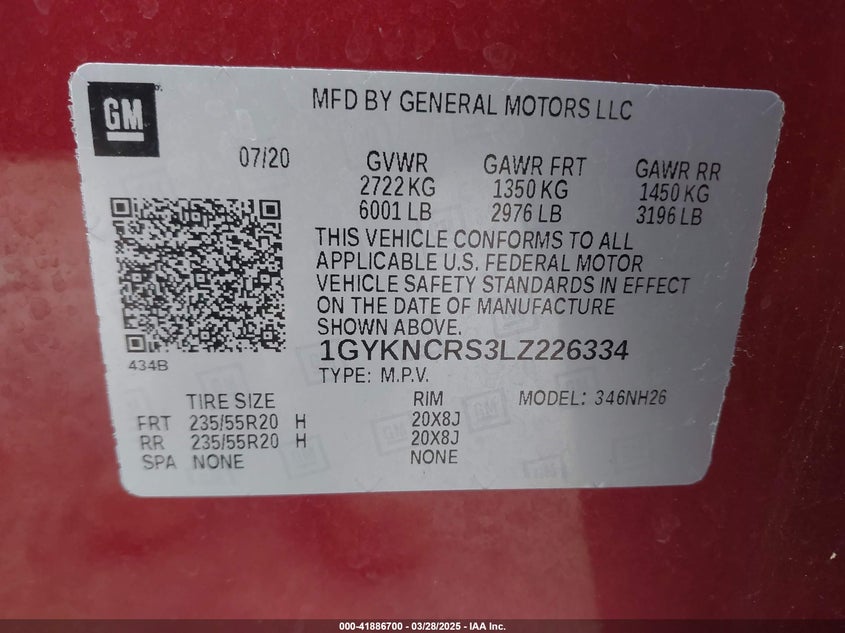 GM
MFD BY GENERAL MOTORS LLC
07/20 GVWR GAWR FRT GAWR RR
2722 KG 1350 KG 1450 KG
6001 LB 2976 LB 3196 LB
THIS VEHICLE CONFORMS TO ALL
APPLICABLE U.S. FEDERAL MOTOR
VEHICLE SAFETY STANDARDS IN EFFECT
ON THE DATE OF MANUFACTURE
SHOWN ABOVE.
434B
1GYKNCRS3LZ226334
TYPE: M.P.V.
TIRE SIZE RIM MODEL: 346NH26
FRT 235/55R20 H 20X8J
RR 235/55R20 H 20X8J
SPA NONE NONE
000-41886700 — 03/28/2025 — IAA Inc.